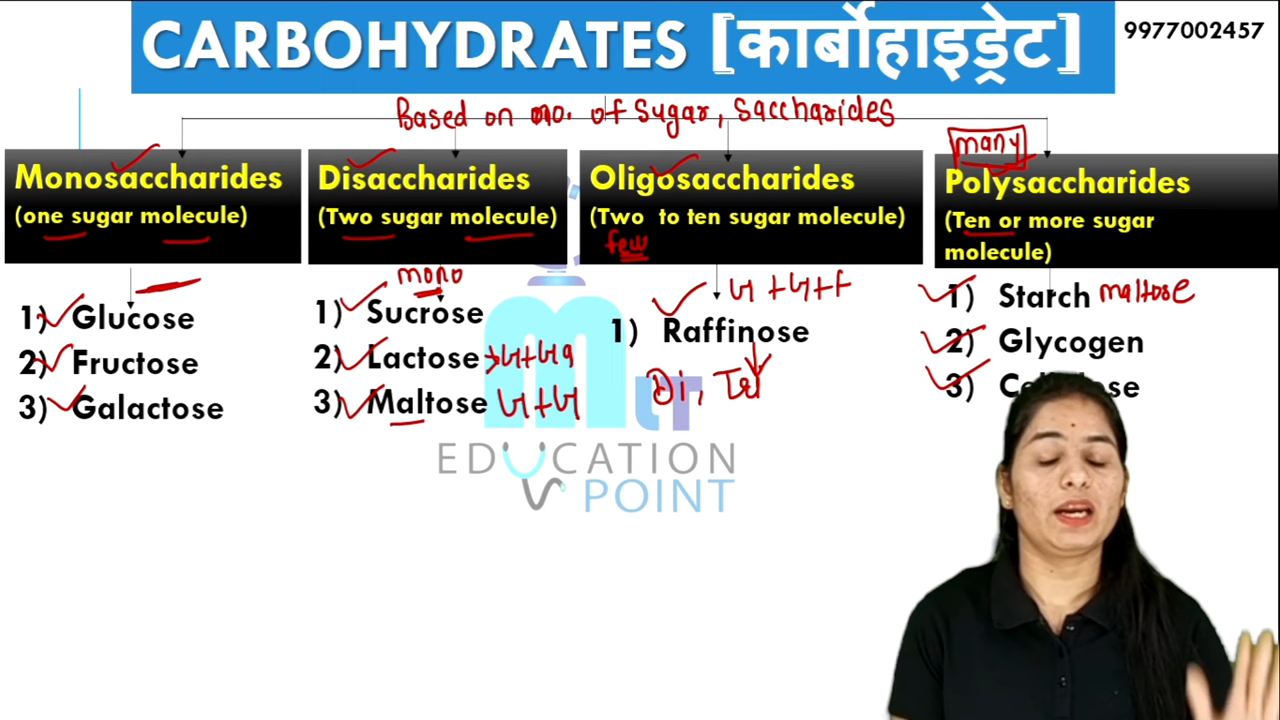 CARBOHYDRATES [कार्बोहाइड्रेट]
9977002457
Based on no. of sugar, saccharides
many
Monosaccharides
(one sugar molecule)
1) Glucose
2) Fructose
3) Galactose
Disaccharides
(Two sugar molecule)
mono
1) Sucrose
2) Lactose
3) Maltose
Oligosaccharides
(Two to ten sugar molecule)
few
G + G + F
1) Raffinose
Di,
Polysaccharides
(Ten or more sugar
molecule)
1) Starch maltose
2) Glycogen
3)
MLT
EDUCATION
POINT